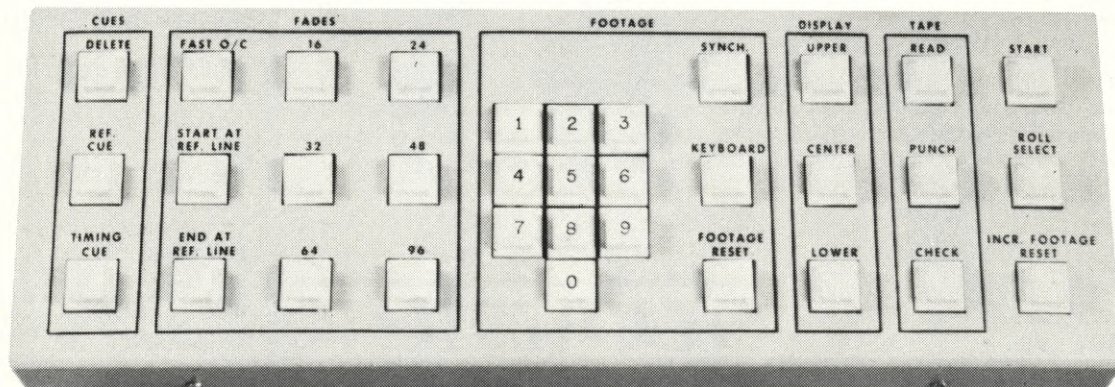 CUES FADES FOOTAGE DISPLAY TAPE
DELETE FAST O/C 16 24 SYNCH. UPPER READ START
1 2 3
REF. CUE START AT REF. LINE 32 48 KEYBOARD CENTER PUNCH ROLL SELECT
4 5 6
7 8 9
TIMING CUE END AT REF. LINE 64 96 FOOTAGE RESET LOWER CHECK INCR. FOOTAGE RESET
0